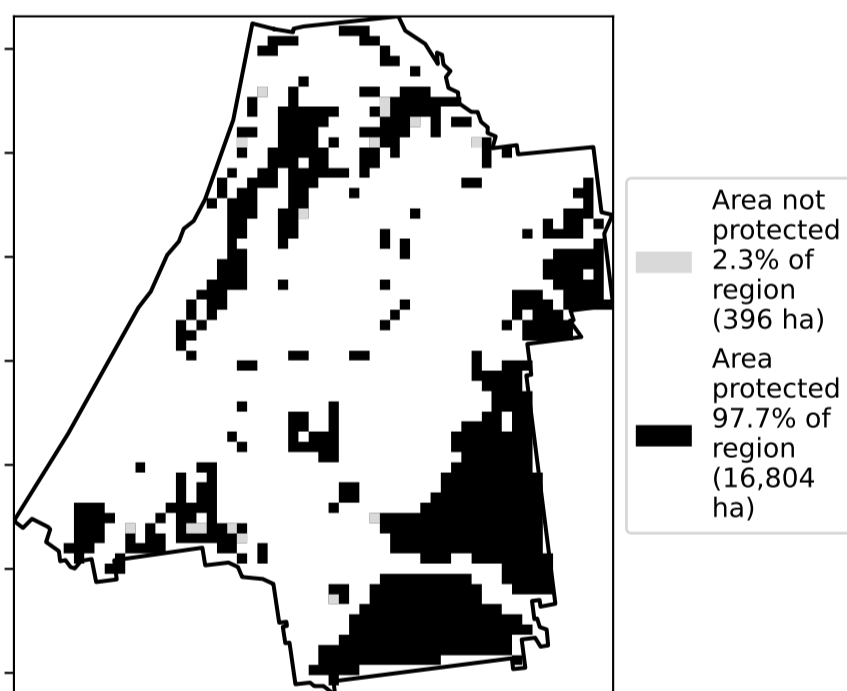 Area not
protected
2.3% of
region
(396 ha)
Area
protected
97.7% of
region
(16,804
ha)